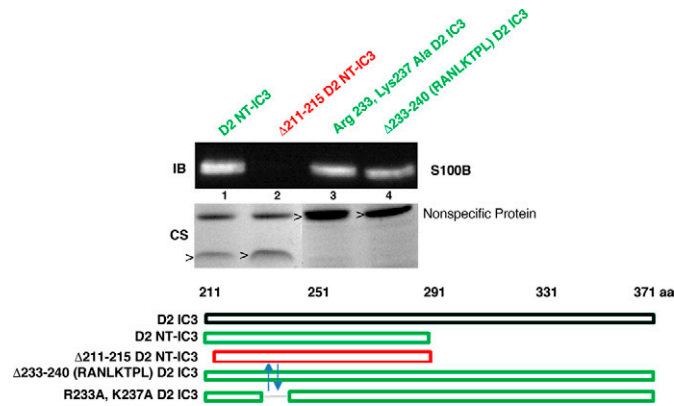 D2 NT-IC3
Δ211-215 D2 NT-IC3
Arg 233, Lys237 Ala D2 IC3
Δ233-240 (RANLKTPL) D2 IC3
IB
S100B
1 2 3 4
> > Nonspecific Protein
CS
> >
211 251 291 331 371 aa
D2 IC3
D2 NT-IC3
Δ211-215 D2 NT-IC3
Δ233-240 (RANLKTPL) D2 IC3
R233A, K237A D2 IC3